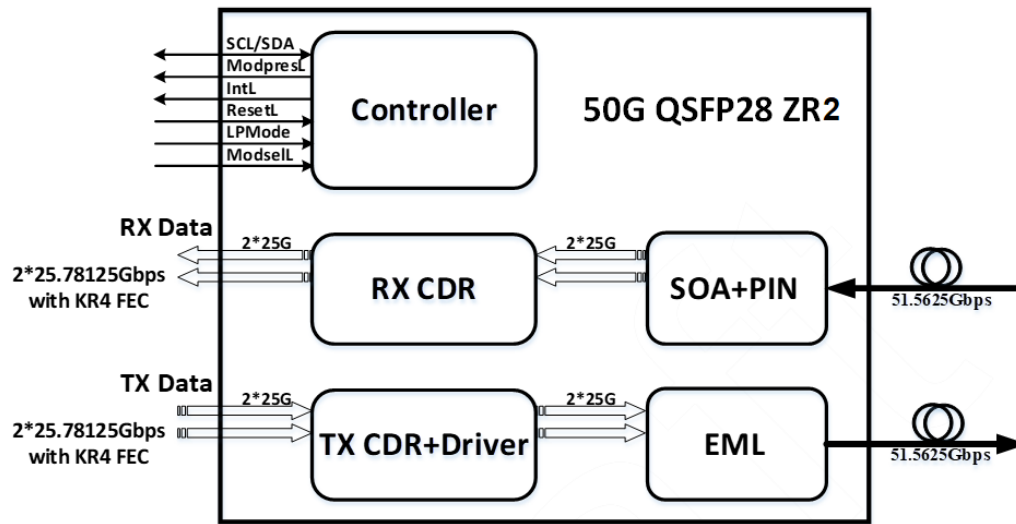 SCL/SDA
ModpresL
IntL
ResetL
LPMode
ModselL
Controller
50G QSFP28 ZR2
RX Data
2*25G
2*25G
2*25.78125Gbps
with KR4 FEC
RX CDR
SOA+PIN
51.5625Gbps
TX Data
2*25G
2*25G
2*25.78125Gbps
with KR4 FEC
TX CDR+Driver
EML
51.5625Gbps